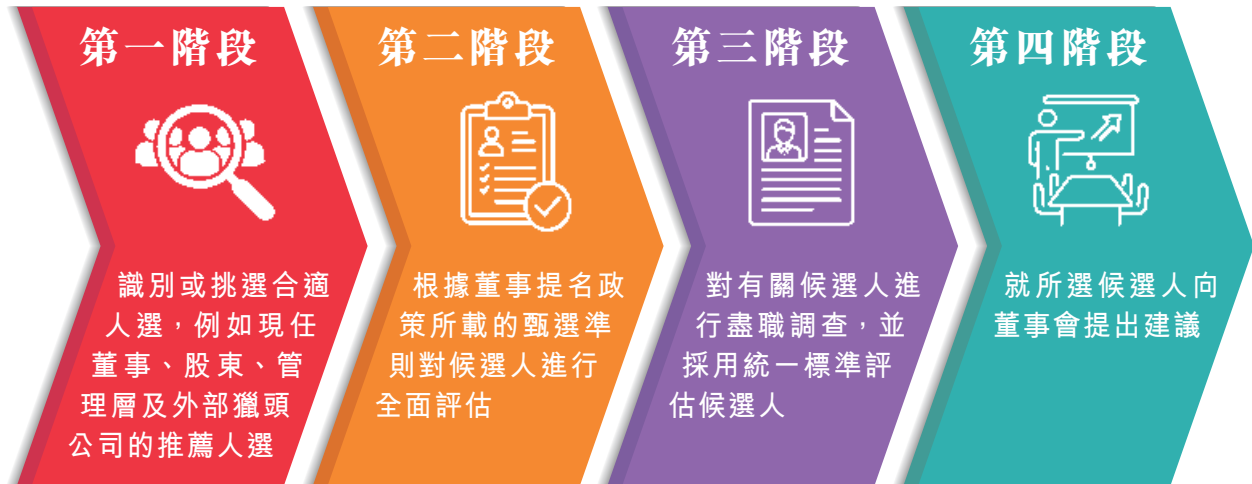 第一階段
識別或挑選合適
人選，例如現任
董事、股東、管
理層及外部獵頭
公司的推薦人選
第二階段
根據董事提名政
策所載的甄選準
則對候選人進行
全面評估
第三階段
對有關候選人進
行盡職調查，並
採用統一標準評
估候選人
第四階段
就所選候選人向
董事會提出建議